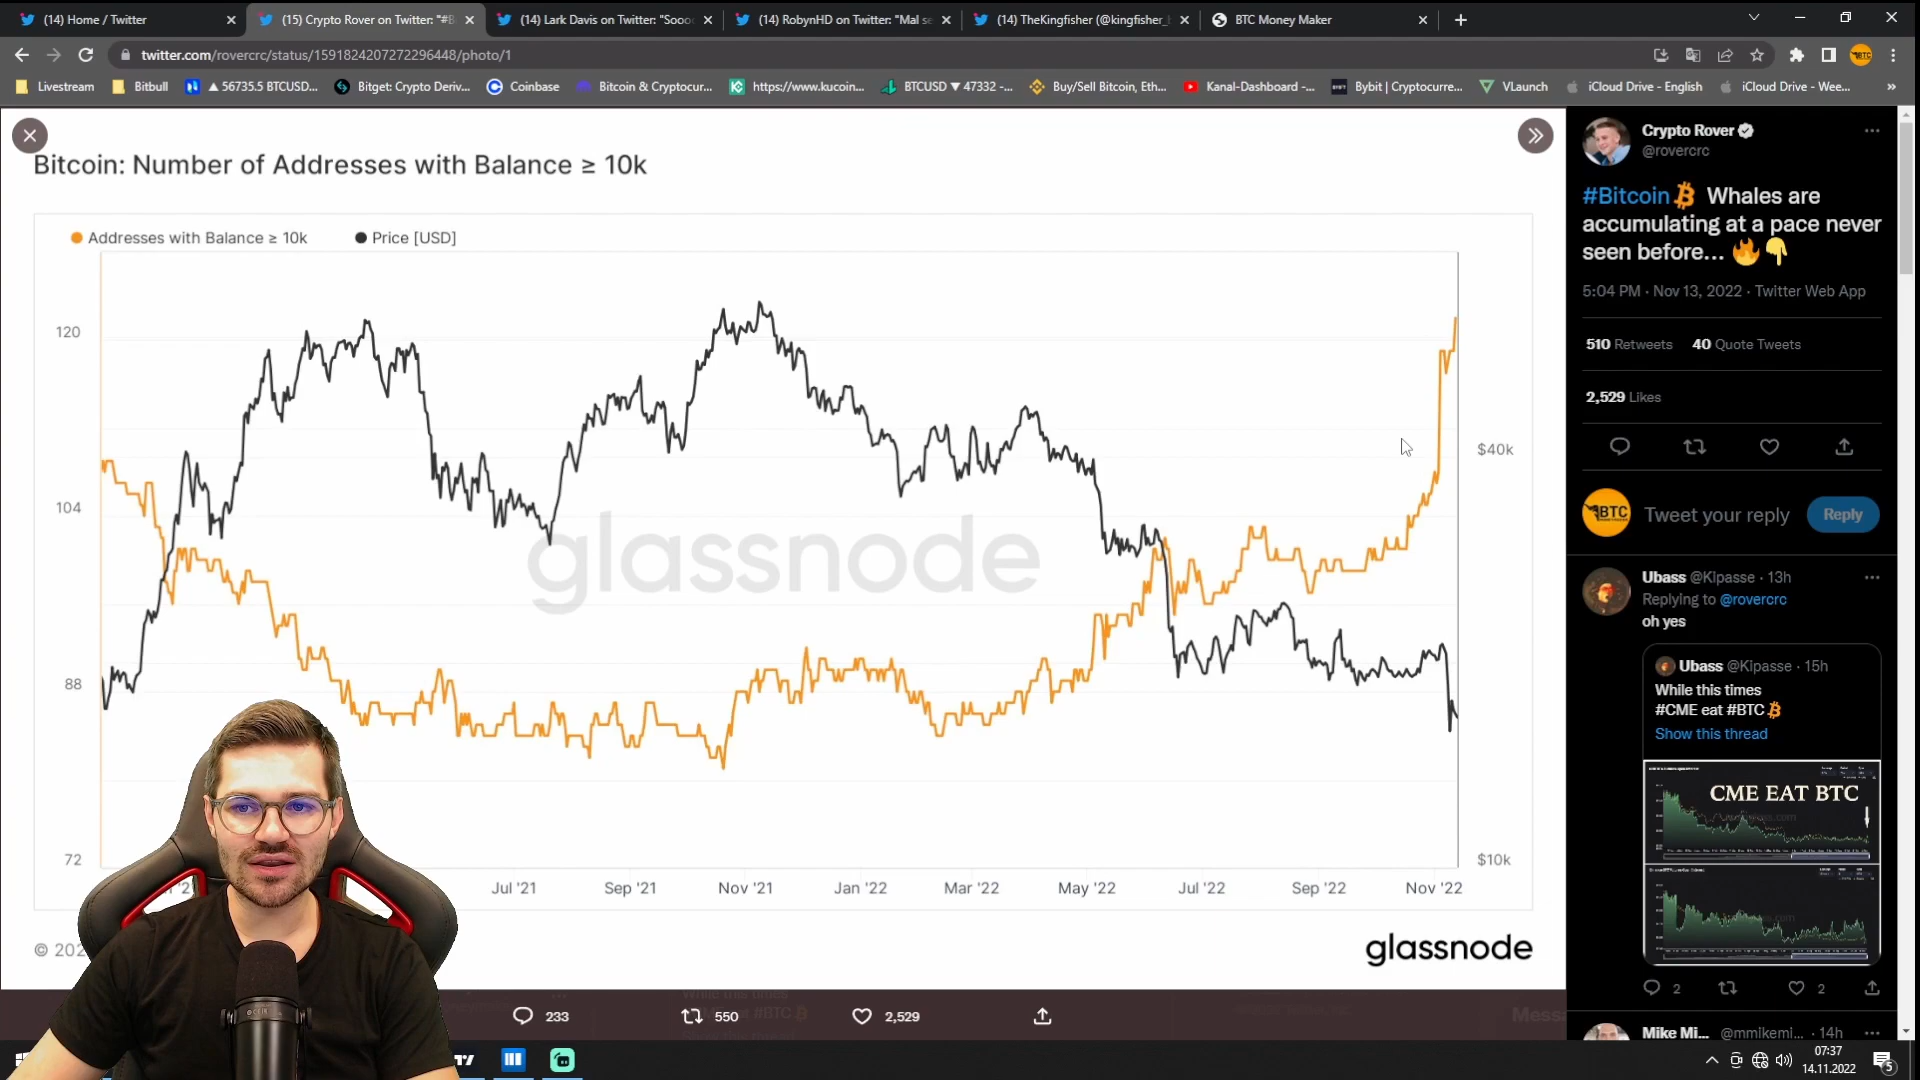 (14) Home / Twitter
(15) Crypto Rover on Twitter: "#B
(14) Lark Davis on Twitter: "Sooo
(14) RobynHD on Twitter: "Mal se
(14) TheKingfisher (@kingfisher_
BTC Money Maker
twitter.com/rovercrc/status/1591824207272296448/photo/1
Livestream
Bitbull
▲ 56735.5 BTCUSD...
Bitget: Crypto Deriv...
Coinbase
Bitcoin & Cryptocur...
https://www.kucoin...
BTCUSD ▼ 47332 -...
Buy/Sell Bitcoin, Eth...
Kanal-Dashboard -...
Bybit | Cryptocurre...
VLaunch
iCloud Drive - English
iCloud Drive - Wee...
Bitcoin: Number of Addresses with Balance ≥ 10k
Addresses with Balance ≥ 10k
Price [USD]
120
104
88
72
$40k
$10k
glassnode
Jul '21
Sep '21
Nov '21
Jan '22
Mar '22
May '22
Jul '22
Sep '22
Nov '22
glassnode
233
550
2,529
Crypto Rover
@rovercrc
#Bitcoin Whales are
accumulating at a pace never
seen before... 🔥👇
5:04 PM · Nov 13, 2022 · Twitter Web App
510 Retweets 40 Quote Tweets
2,529 Likes
BTC
Tweet your reply
Reply
Ubass @Klpasse · 13h
Replying to @rovercrc
oh yes
Ubass @Klpasse · 15h
While this times
#CME eat #BTC
Show this thread
CME EAT BTC
2
2
Mike Mi... @mmikemi... · 14h
07:37
14.11.2022
5